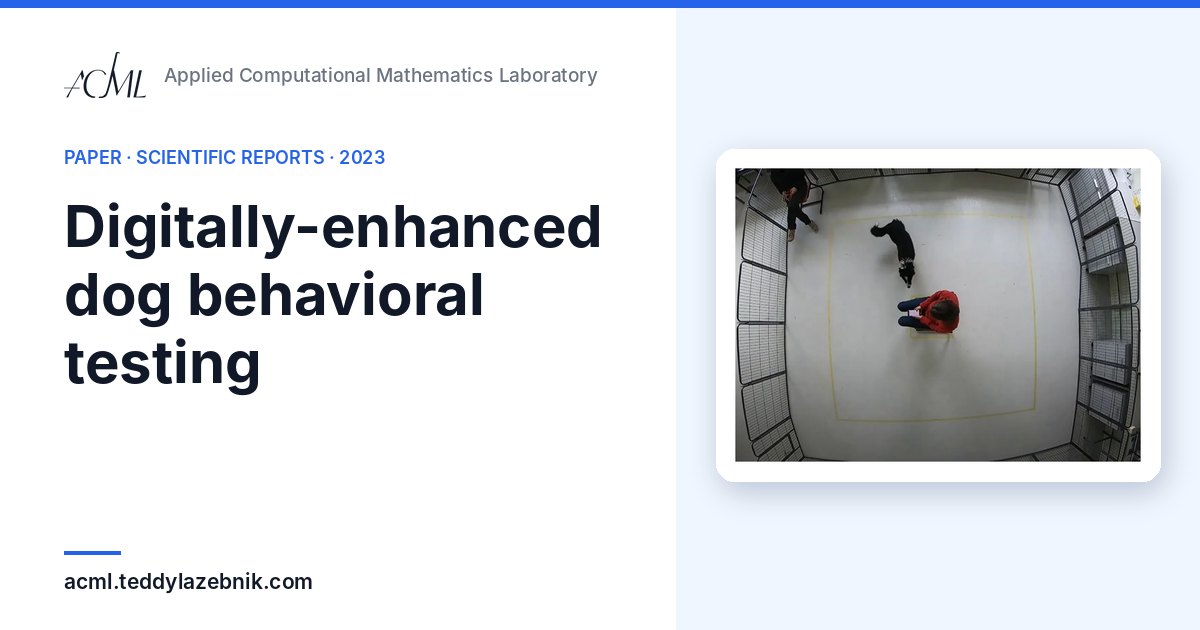 ACML
Applied Computational Mathematics Laboratory
PAPER · SCIENTIFIC REPORTS · 2023
Digitally-enhanced
dog behavioral
testing
acml.teddylazebnik.com